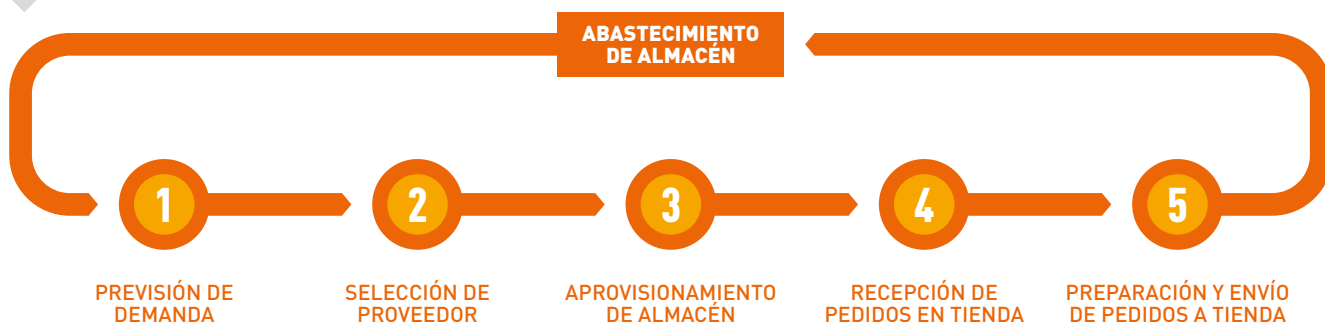 ABASTECIMIENTO
DE ALMACÉN
1
2
3
4
5
PREVISIÓN DE
DEMANDA
SELECCIÓN DE
PROVEEDOR
APROVISIONAMIENTO
DE ALMACÉN
RECEPCIÓN DE
PEDIDOS EN TIENDA
PREPARACIÓN Y ENVÍO
DE PEDIDOS A TIENDA